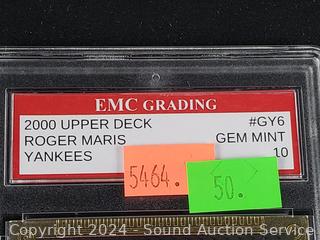 EMC GRADING
2000 UPPER DECK #GY6
ROGER MARIS GEM MINT
YANKEES 10
5464.
50.
Copyright 2024 - Sound Auction Service